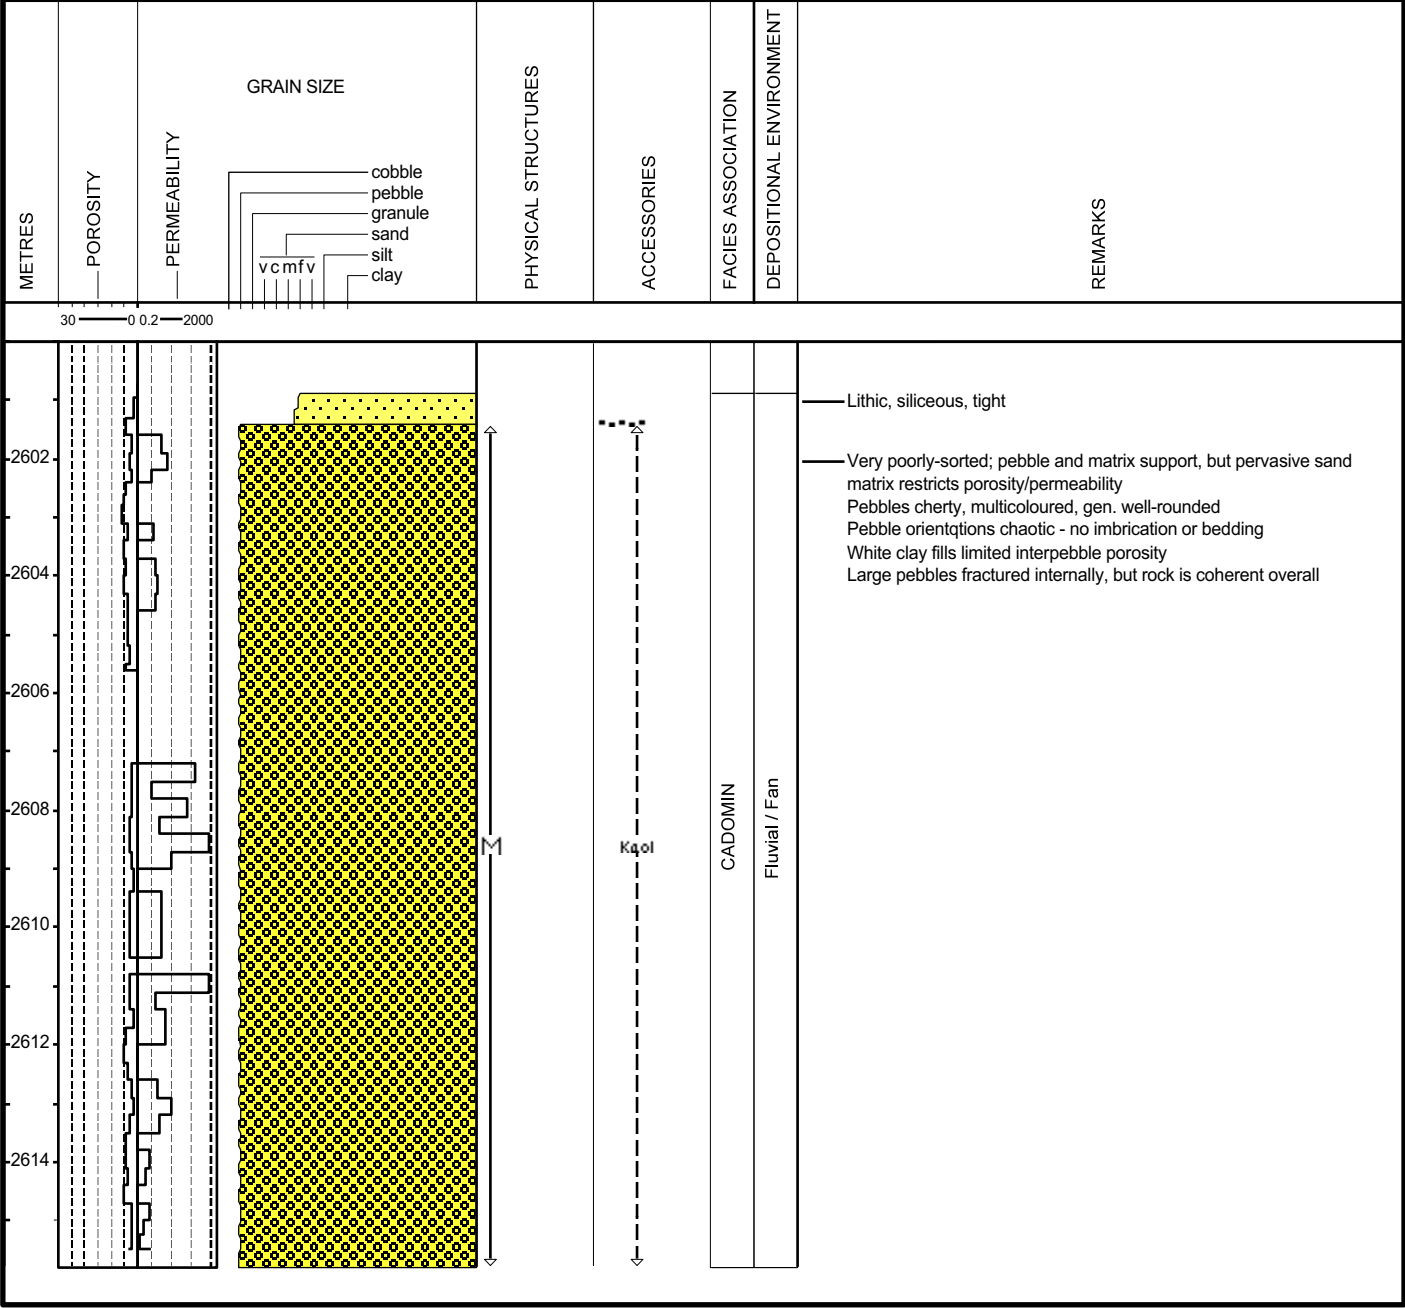 METRES
POROSITY
PERMEABILITY
GRAIN SIZE
cobble
pebble
granule
sand
silt
clay
v c m f v
PHYSICAL STRUCTURES
ACCESSORIES
FACIES ASSOCIATION
DEPOSITIONAL ENVIRONMENT
REMARKS
30 0 0.2 2000
2602
2604
2606
2608
2610
2612
2614
M
Kaol
CADOMIN
Fluvial / Fan
Lithic, siliceous, tight
Very poorly-sorted; pebble and matrix support, but pervasive sand
matrix restricts porosity/permeability
Pebbles cherty, multicoloured, gen. well-rounded
Pebble orientqtions chaotic - no imbrication or bedding
White clay fills limited interpebble porosity
Large pebbles fractured internally, but rock is coherent overall